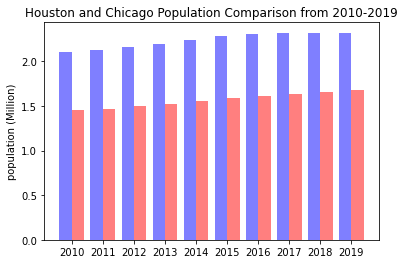 Houston and Chicago Population Comparison from 2010-2019
population (Million)
2.0
1.5
1.0
0.5
0.0
2010 2011 2012 2013 2014 2015 2016 2017 2018 2019